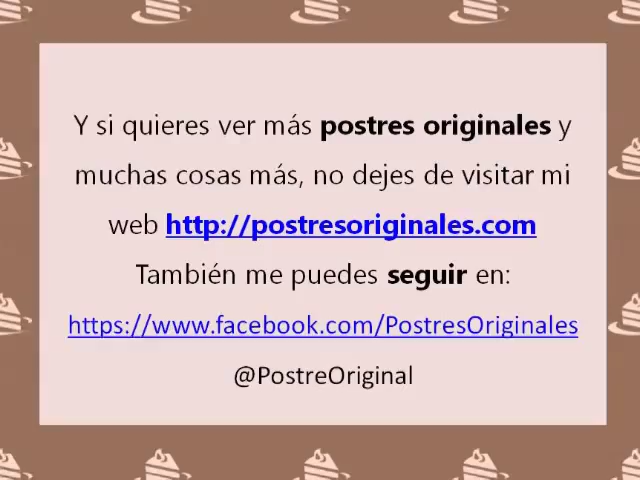 Y si quieres ver más postres originales y
muchas cosas más, no dejes de visitar mi
web http://postresoriginales.com
También me puedes seguir en:
https://www.facebook.com/PostresOriginales
@PostreOriginal